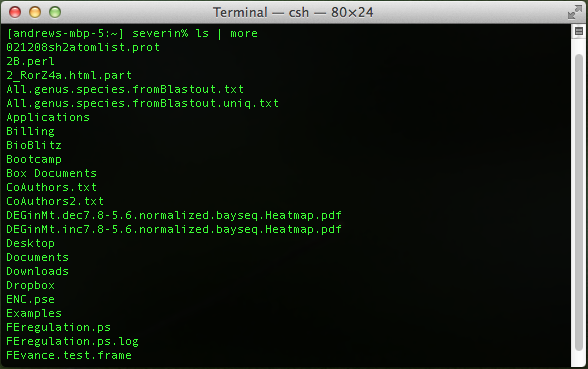 Terminal — csh — 80×24
[andrews-mbp-5:~] severin% ls | more
021208sh2atomlist.prot
2B.perl
2_RorZ4a.html.part
All.genus.species.fromBlastout.txt
All.genus.species.fromBlastout.uniq.txt
Applications
Billing
BioBlitz
Bootcamp
Box Documents
CoAuthors.txt
CoAuthors2.txt
DEGinMt.dec7.8-5.6.normalized.bayseq.Heatmap.pdf
DEGinMt.inc7.8-5.6.normalized.bayseq.Heatmap.pdf
Desktop
Documents
Downloads
Dropbox
ENC.pse
Examples
FEregulation.ps
FEregulation.ps.log
FEvance.test.frame